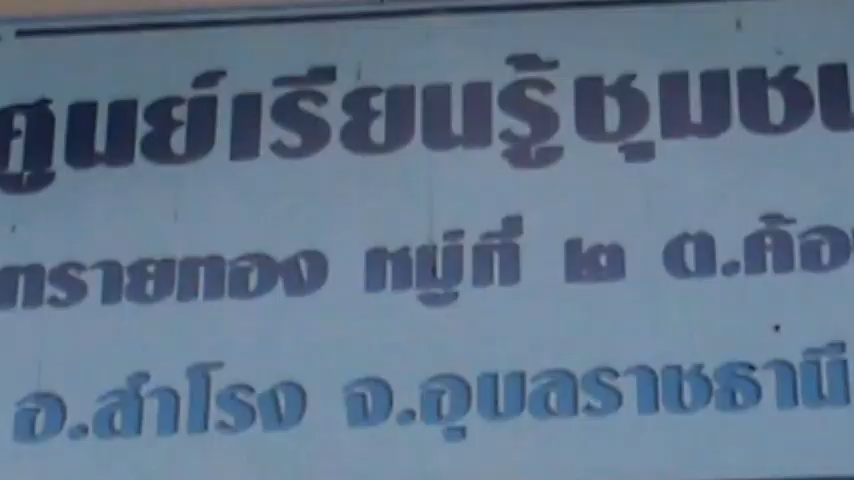 ศูนย์เรียนรู้ชุมชน
ทรายทอง หมู่ที่ ๒ ต.ค้อ
อ.สำโรง จ.อุบลราชธานี